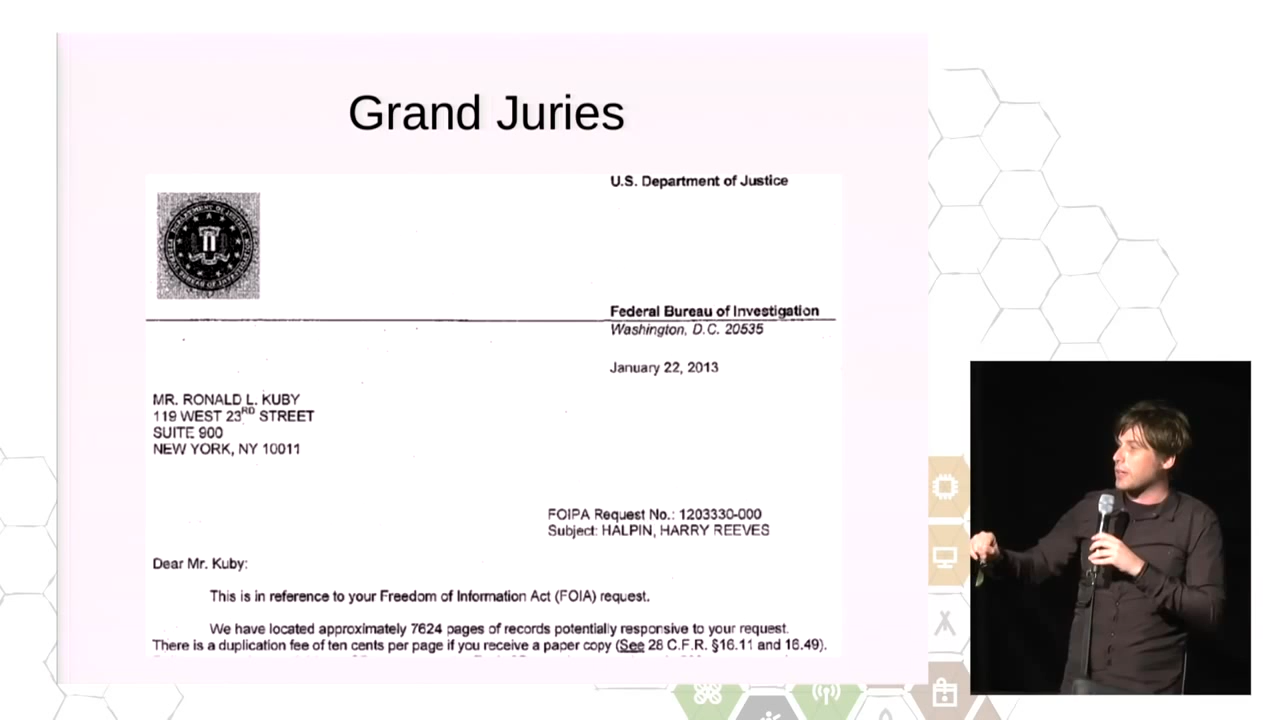 Grand Juries
U.S. Department of Justice
Federal Bureau of Investigation
Washington, D.C. 20535
January 22, 2013
MR. RONALD L. KUBY
119 WEST 23RD STREET
SUITE 900
NEW YORK, NY 10011
FOIPA Request No.: 1203330-000
Subject: HALPIN, HARRY REEVES
Dear Mr. Kuby:
This is in reference to your Freedom of Information Act (FOIA) request.
We have located approximately 7624 pages of records potentially responsive to your request.
There is a duplication fee of ten cents per page if you receive a paper copy (See 28 C.F.R. §16.11 and 16.49).